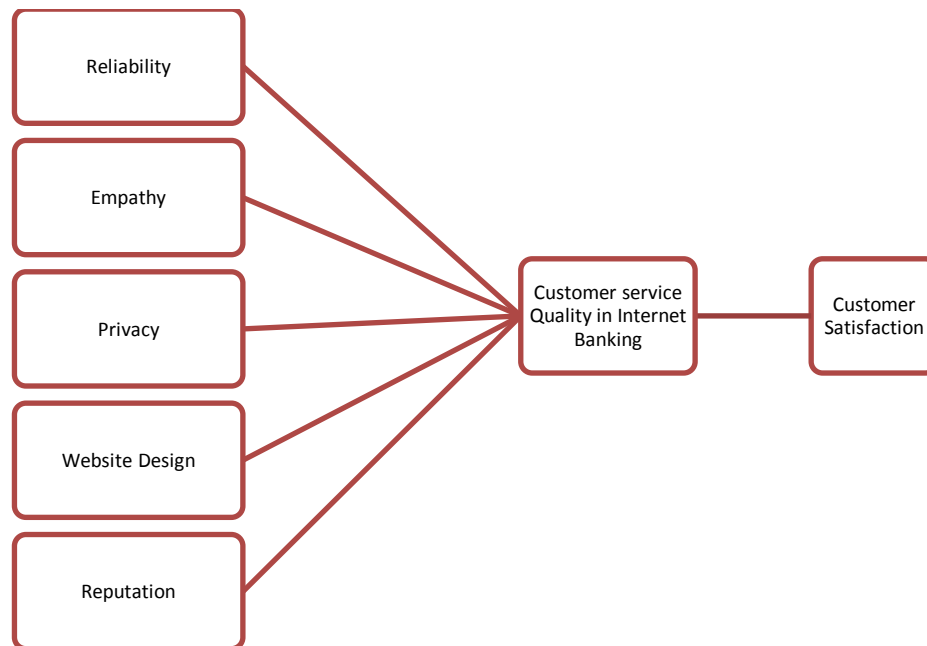 Reliability
Empathy
Privacy
Website Design
Reputation
Customer service
Quality in Internet
Banking
Customer
Satisfaction